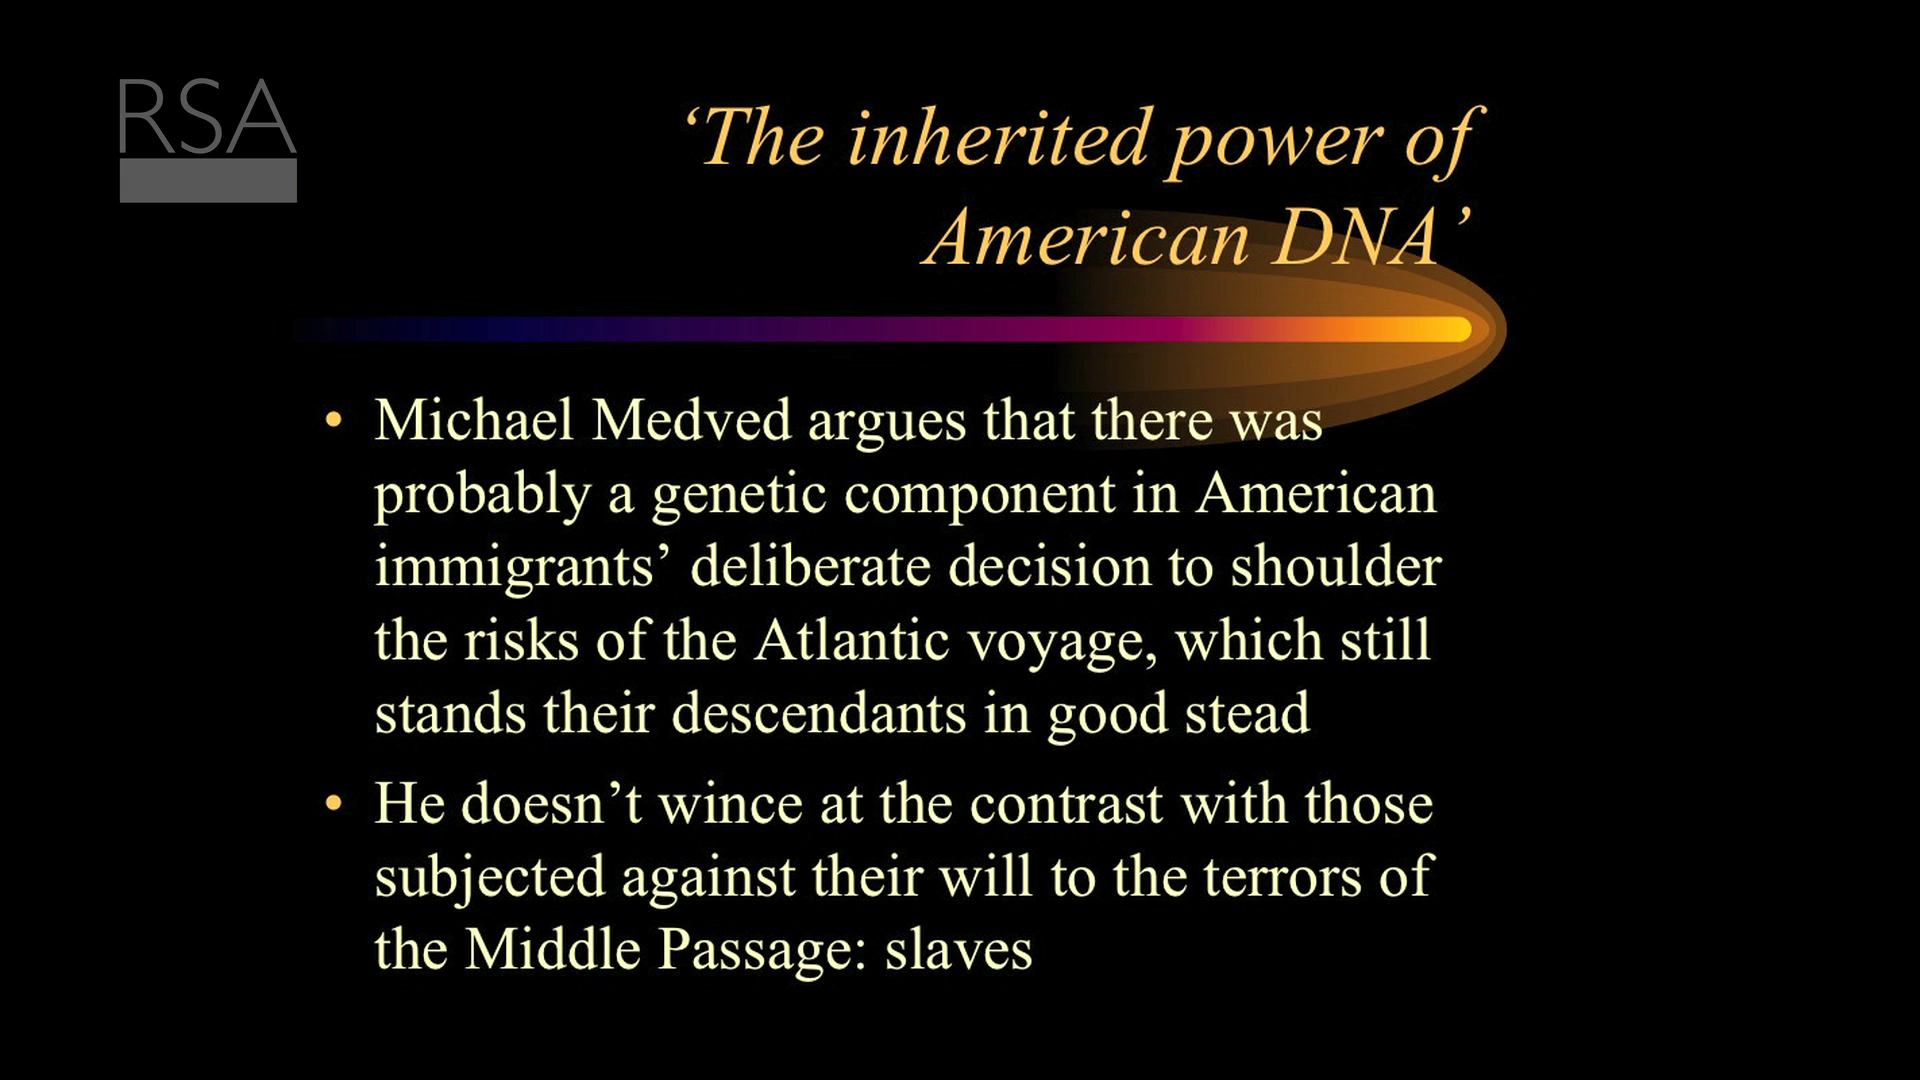 RSA
‘The inherited power of
American DNA’
• Michael Medved argues that there was
probably a genetic component in American
immigrants’ deliberate decision to shoulder
the risks of the Atlantic voyage, which still
stands their descendants in good stead
• He doesn’t wince at the contrast with those
subjected against their will to the terrors of
the Middle Passage: slaves